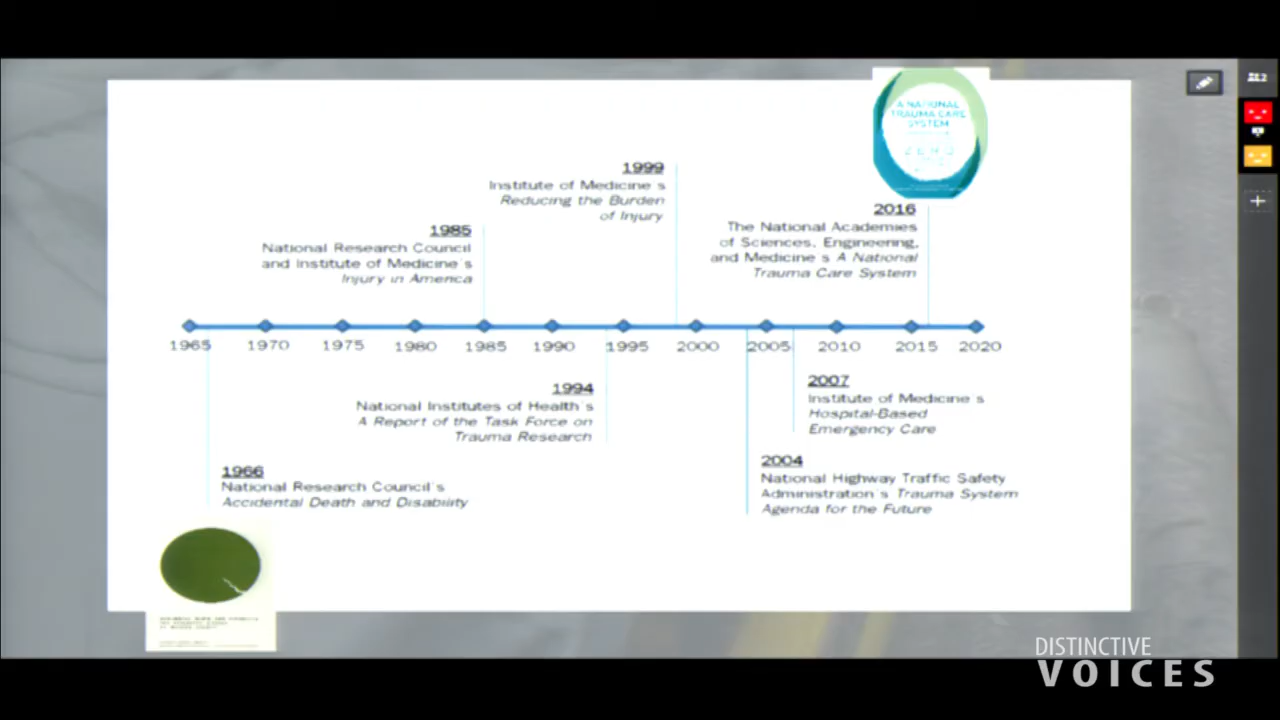 A NATIONAL
TRAUMA CARE
SYSTEM
1999
Institute of Medicine s
Reducing the Burden
of Injury
2016
The National Academies
of Sciences, Engineering,
and Medicine s A National
Trauma Care System
1985
National Research Council
and Institute of Medicine s
Injury in America
1965 1970 1975 1980 1985 1990 1995 2000 2005 2010 2015 2020
1994
National Institutes of Health's
A Report of the Task Force on
Trauma Research
2007
Institute of Medicine s
Hospital-Based
Emergency Care
2004
National Highway Traffic Safety
Administration's Trauma System
Agenda for the Future
1966
National Research Council's
Accidental Death and Disability
2
DISTINCTIVE
VOICES